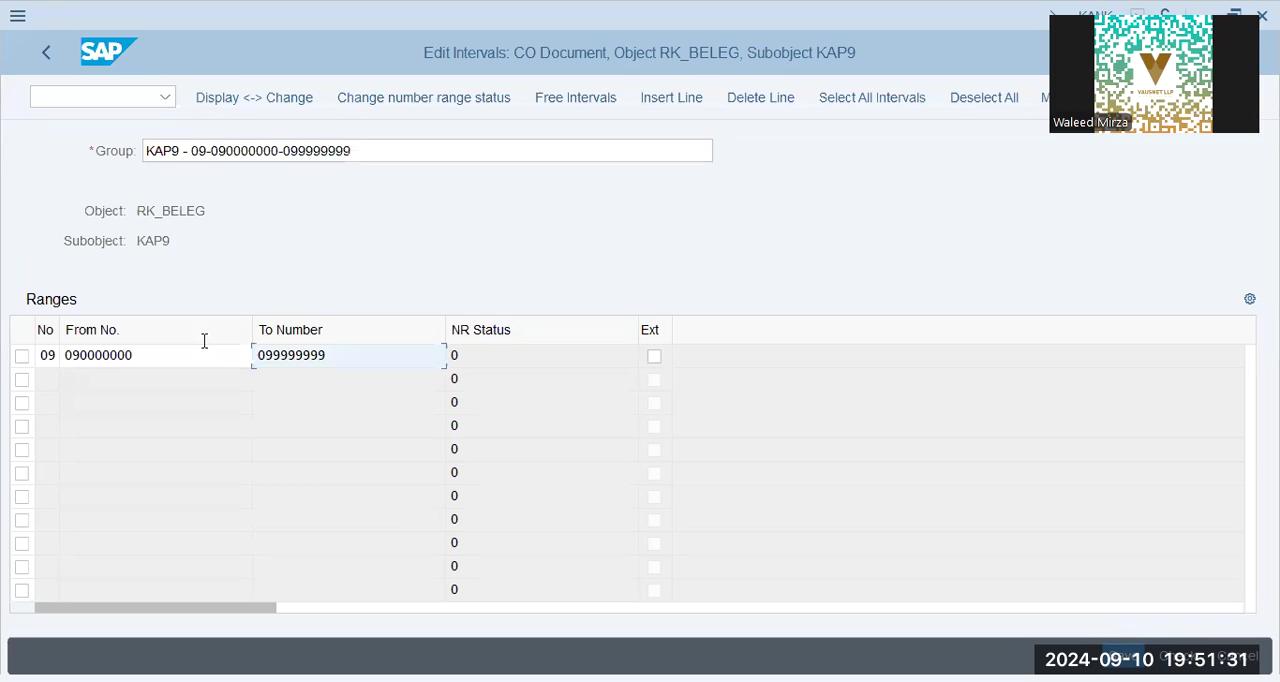 KANK
SAP
Edit Intervals: CO Document, Object RK_BELEG, Subobject KAP9
Display <-> Change
Change number range status
Free Intervals
Insert Line
Delete Line
Select All Intervals
Deselect All
M
VAUSNET LLP
Waleed Mirza
*Group: KAP9 - 09-090000000-099999999
Object: RK_BELEG
Subobject: KAP9
Ranges
No From No. To Number NR Status Ext
09 090000000 099999999 0
0
0
0
0
0
0
0
0
0
0
2024-09-10 19:51:31